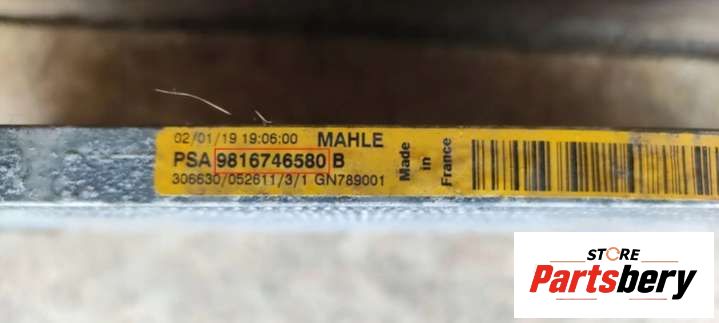 02/01/19 19:06:00 MAHLE
PSA 9816746580 B
306630/052611/3/1 GN789001
Made
in
France
STORE
Partsbery